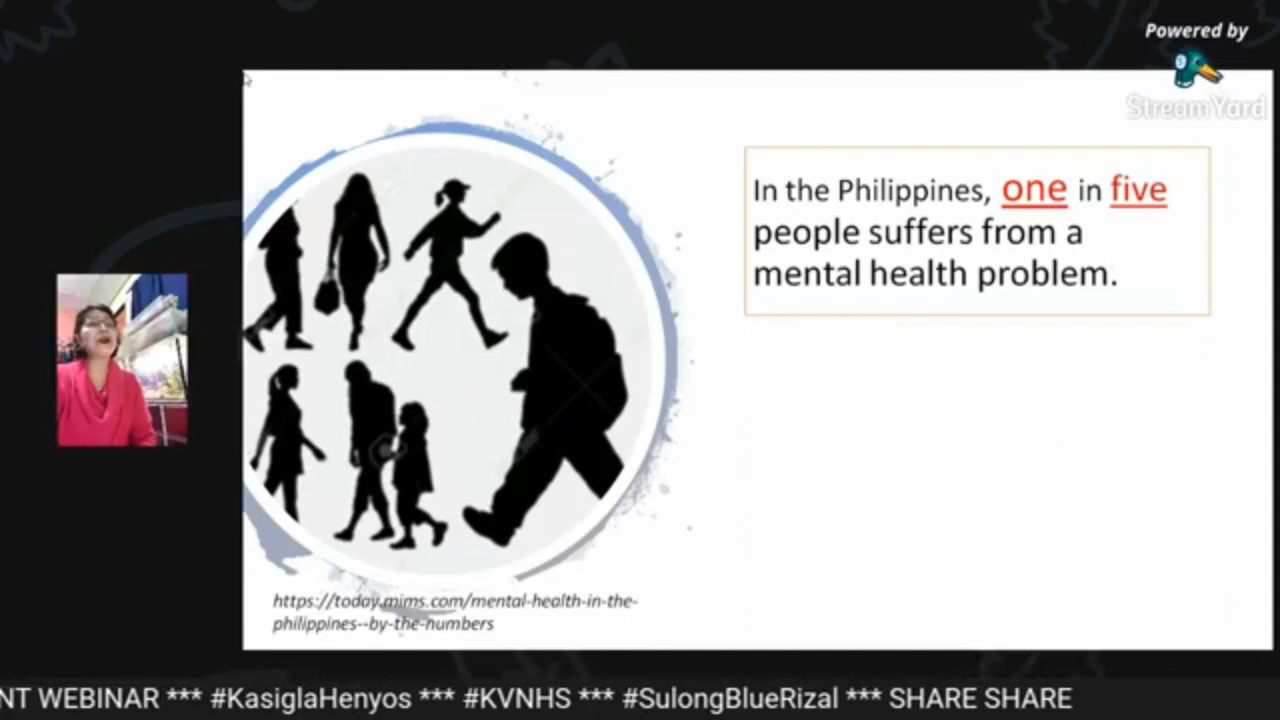 Powered by
StreamYard
In the Philippines, one in five
people suffers from a
mental health problem.
https://today.mims.com/mental-health-in-the-
philippines--by-the-numbers
NT WEBINAR *** #KasiglaHenyos *** #KVNHS *** #SulongBlueRizal *** SHARE SHARE